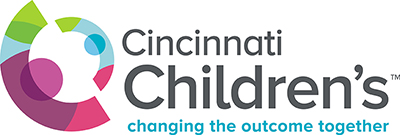 Cincinnati
Children's™
changing the outcome together